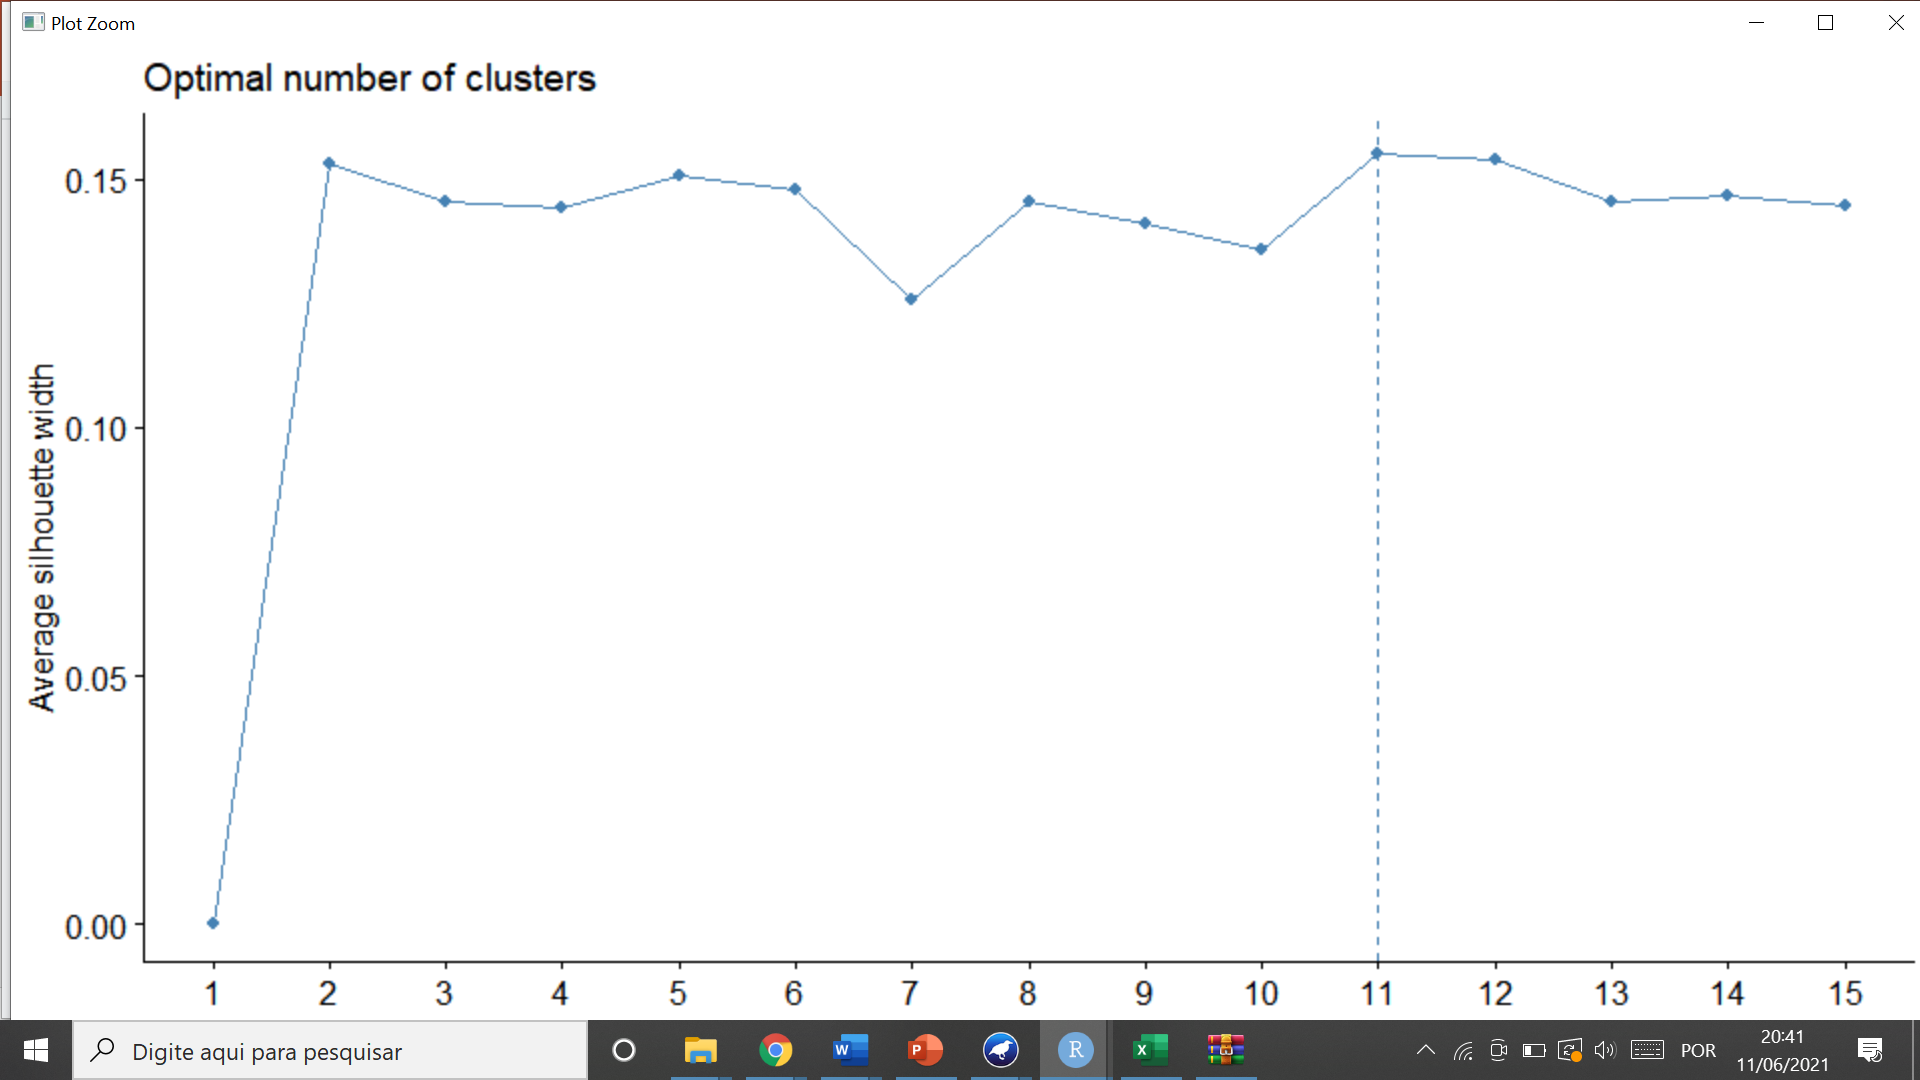 Plot Zoom
Optimal number of clusters
Average silhouette width
0.15
0.10
0.05
0.00
1 2 3 4 5 6 7 8 9 10 11 12 13 14 15
Digite aqui para pesquisar
W
P
R
X
POR
20:41
11/06/2021